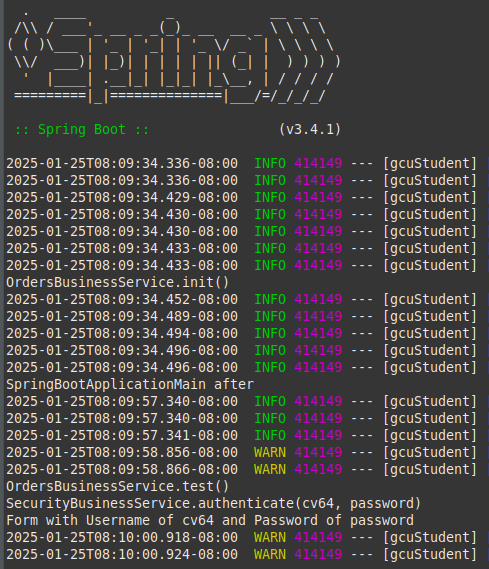 .   ____          _            __ _ _
 /\\ / ___'_ __ _ _(_)_ __  __ _ \ \ \ \
( ( )\___ | '_ | '_| | '_ \/ _` | \ \ \ \
 \\/  ___)| |_)| | | | | || (_| |  ) ) ) )
  '  |____| .__|_| |_|_| |_\__, | / / / /
 =========|_|==============|___/=/_/_/_/

 :: Spring Boot ::                (v3.4.1)

2025-01-25T08:09:34.336-08:00  INFO 414149 --- [gcuStudent]
2025-01-25T08:09:34.336-08:00  INFO 414149 --- [gcuStudent]
2025-01-25T08:09:34.429-08:00  INFO 414149 --- [gcuStudent]
2025-01-25T08:09:34.430-08:00  INFO 414149 --- [gcuStudent]
2025-01-25T08:09:34.430-08:00  INFO 414149 --- [gcuStudent]
2025-01-25T08:09:34.433-08:00  INFO 414149 --- [gcuStudent]
2025-01-25T08:09:34.433-08:00  INFO 414149 --- [gcuStudent]
OrdersBusinessService.init()
2025-01-25T08:09:34.452-08:00  INFO 414149 --- [gcuStudent]
2025-01-25T08:09:34.489-08:00  INFO 414149 --- [gcuStudent]
2025-01-25T08:09:34.494-08:00  INFO 414149 --- [gcuStudent]
2025-01-25T08:09:34.496-08:00  INFO 414149 --- [gcuStudent]
2025-01-25T08:09:34.496-08:00  INFO 414149 --- [gcuStudent]
SpringBootApplicationMain after
2025-01-25T08:09:57.340-08:00  INFO 414149 --- [gcuStudent]
2025-01-25T08:09:57.340-08:00  INFO 414149 --- [gcuStudent]
2025-01-25T08:09:57.341-08:00  INFO 414149 --- [gcuStudent]
2025-01-25T08:09:58.856-08:00  WARN 414149 --- [gcuStudent]
2025-01-25T08:09:58.866-08:00  WARN 414149 --- [gcuStudent]
OrdersBusinessService.test()
SecurityBusinessService.authenticate(cv64, password)
Form with Username of cv64 and Password of password
2025-01-25T08:10:00.918-08:00  WARN 414149 --- [gcuStudent]
2025-01-25T08:10:00.924-08:00  WARN 414149 --- [gcuStudent]